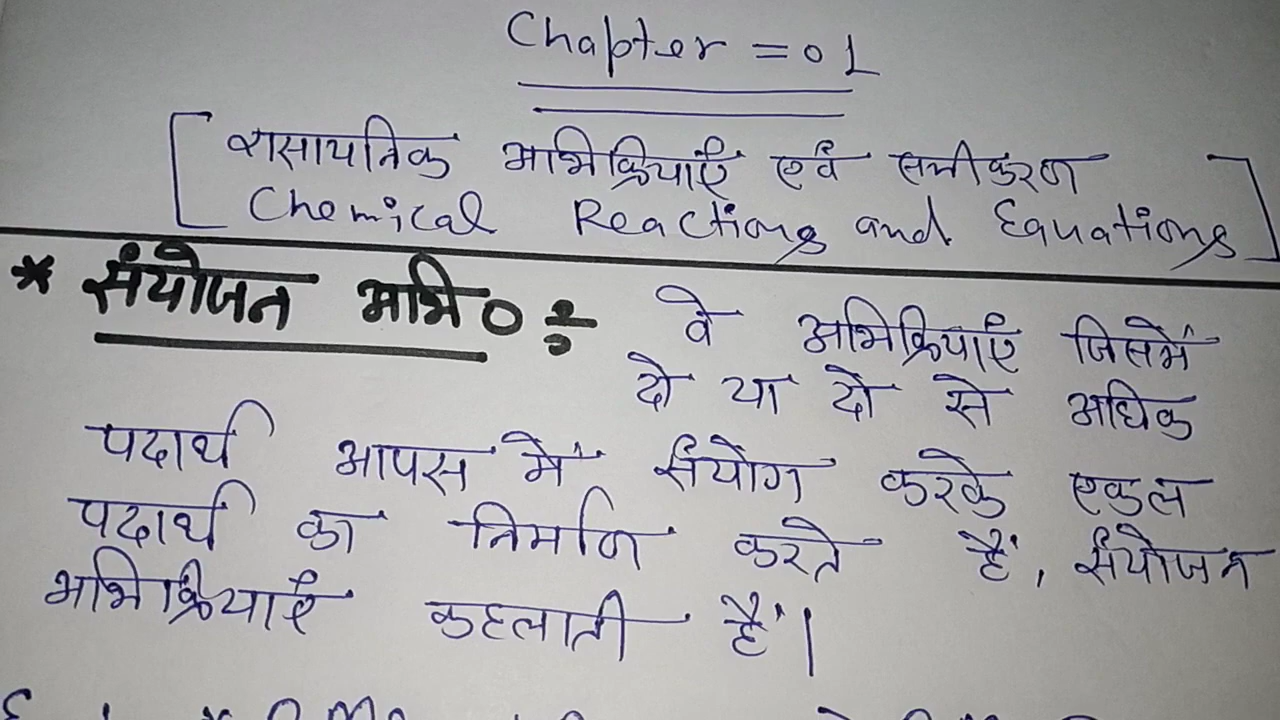 Chapter = 01
[ रासायनिक अभिक्रियाएँ एवं समीकरण
Chemical Reactions and Equations ]
* संयोजन अभि० ÷ वे अभिक्रियाएँ जिसमें
दो या दो से अधिक
पदार्थ आपस में संयोग करके एकल
पदार्थ का निर्माण करते हैं, संयोजन
अभिक्रियाएँ कहलाती हैं|